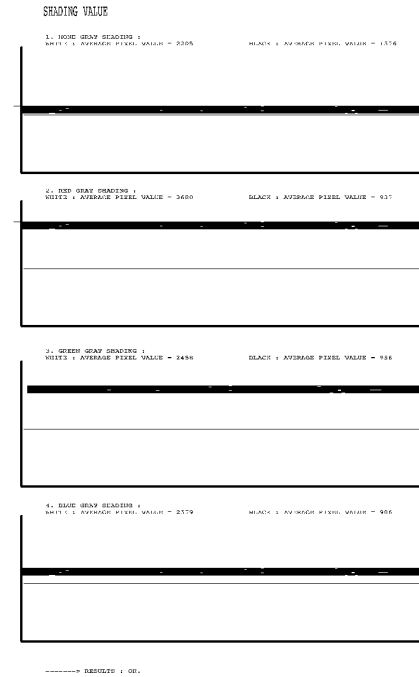 SHADING VALUE
1. NONE GRAY SHADING :
WHITE : AVERAGE PIXEL VALUE = 2205 BLACK : AVERAGE PIXEL VALUE = 1376
2. RED GRAY SHADING :
WHITE : AVERAGE PIXEL VALUE = 3680 BLACK : AVERAGE PIXEL VALUE = 937
3. GREEN GRAY SHADING :
WHITE : AVERAGE PIXEL VALUE = 2458 BLACK : AVERAGE PIXEL VALUE = 956
4. BLUE GRAY SHADING :
WHITE : AVERAGE PIXEL VALUE = 2379 BLACK : AVERAGE PIXEL VALUE = 906
-------> RESULTS : OK.